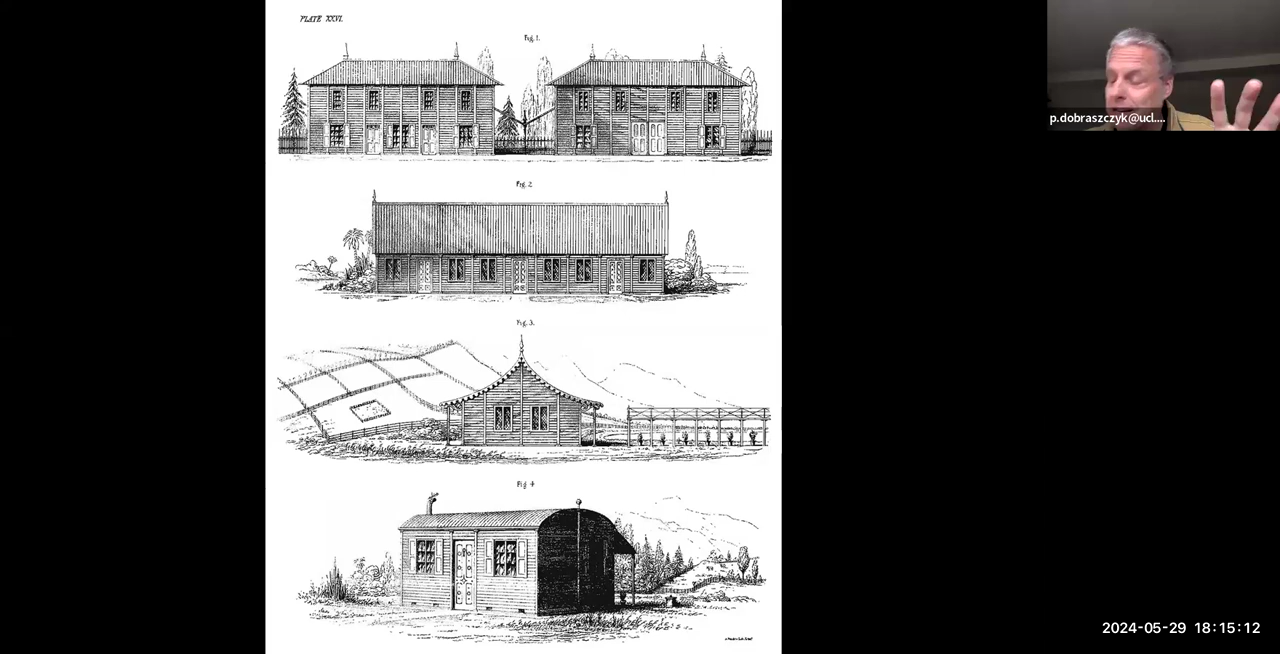 PLATE XXVI.
Fig. 1.
p.dobraszczyk@ucl....
Fig. 2
Fig. 3.
Fig 4
2024-05-29 18:15:12